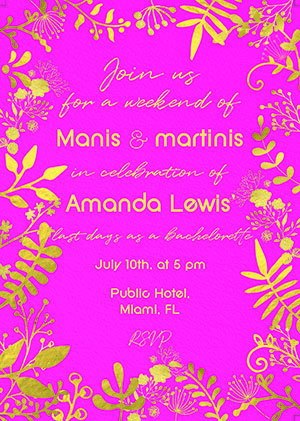 Join us
for a weekend of
Manis & martinis
in celebration of
Amanda Lewis'
last days as a Bachelorette
July 10th, at 5 pm
Public Hotel,
Miami, FL
RSVP